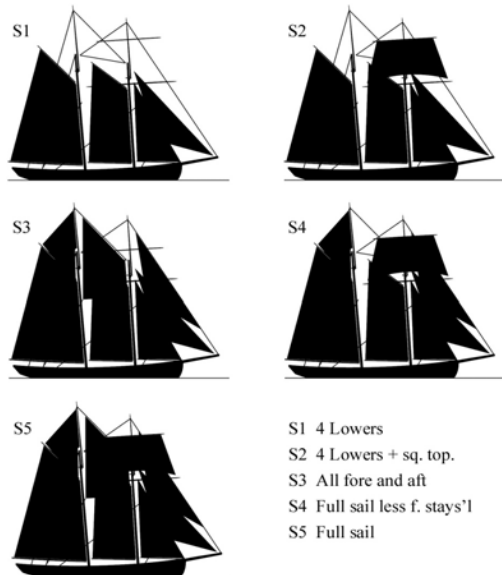 S1
S2
S3
S4
S5
S1 4 Lowers
S2 4 Lowers + sq. top.
S3 All fore and aft
S4 Full sail less f. stays'l
S5 Full sail